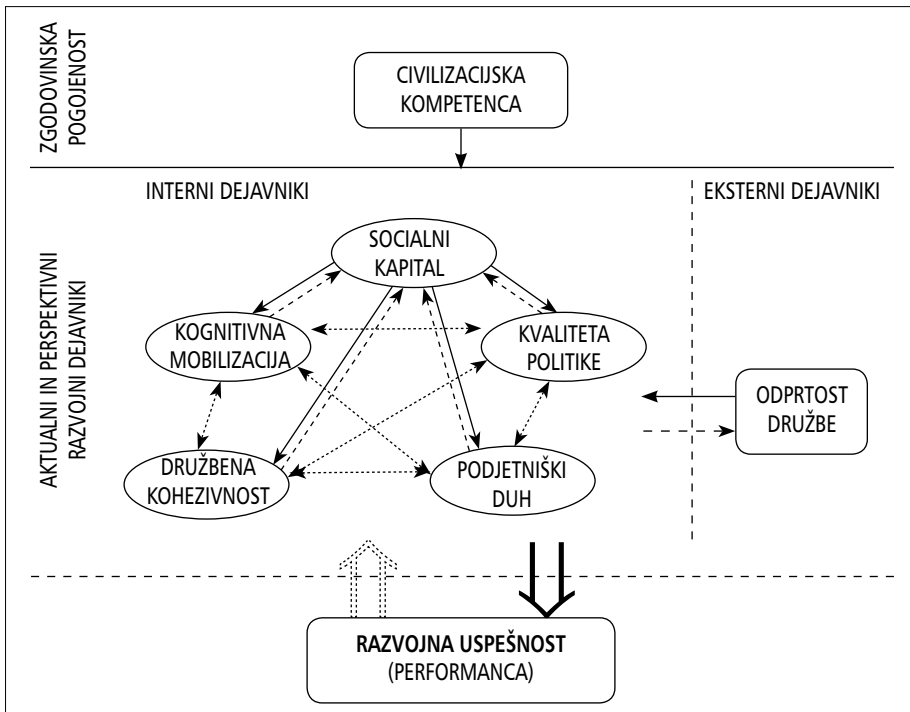 ZGODOVINSKA
POGOJENOST
CIVILIZACIJSKA
KOMPETENCA
INTERNI DEJAVNIKI
EKSTERNI DEJAVNIKI
AKTUALNI IN PERSPEKTIVNI
RAZVOJNI DEJAVNIKI
SOCIALNI
KAPITAL
KOGNITIVNA
MOBILIZACIJA
KVALITETA
POLITIKE
ODPRTOST
DRUŽBE
DRUŽBENA
KOHEZIVNOST
PODJETNIŠKI
DUH
RAZVOJNA USPEŠNOST
(PERFORMANCA)